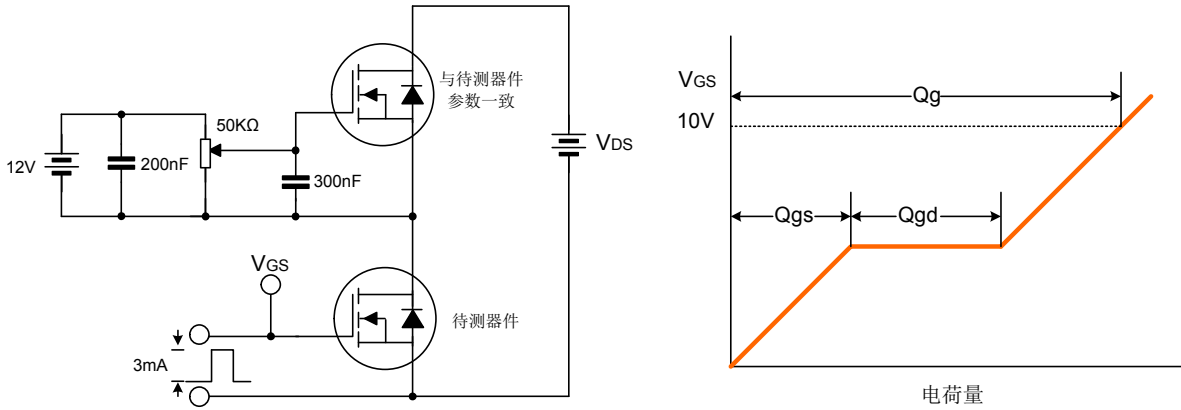 与待测器件
参数一致
50KΩ
12V
200nF
300nF
VDS
VGS
待测器件
3mA
VGS
10V
Qg
Qgs
Qgd
电荷量